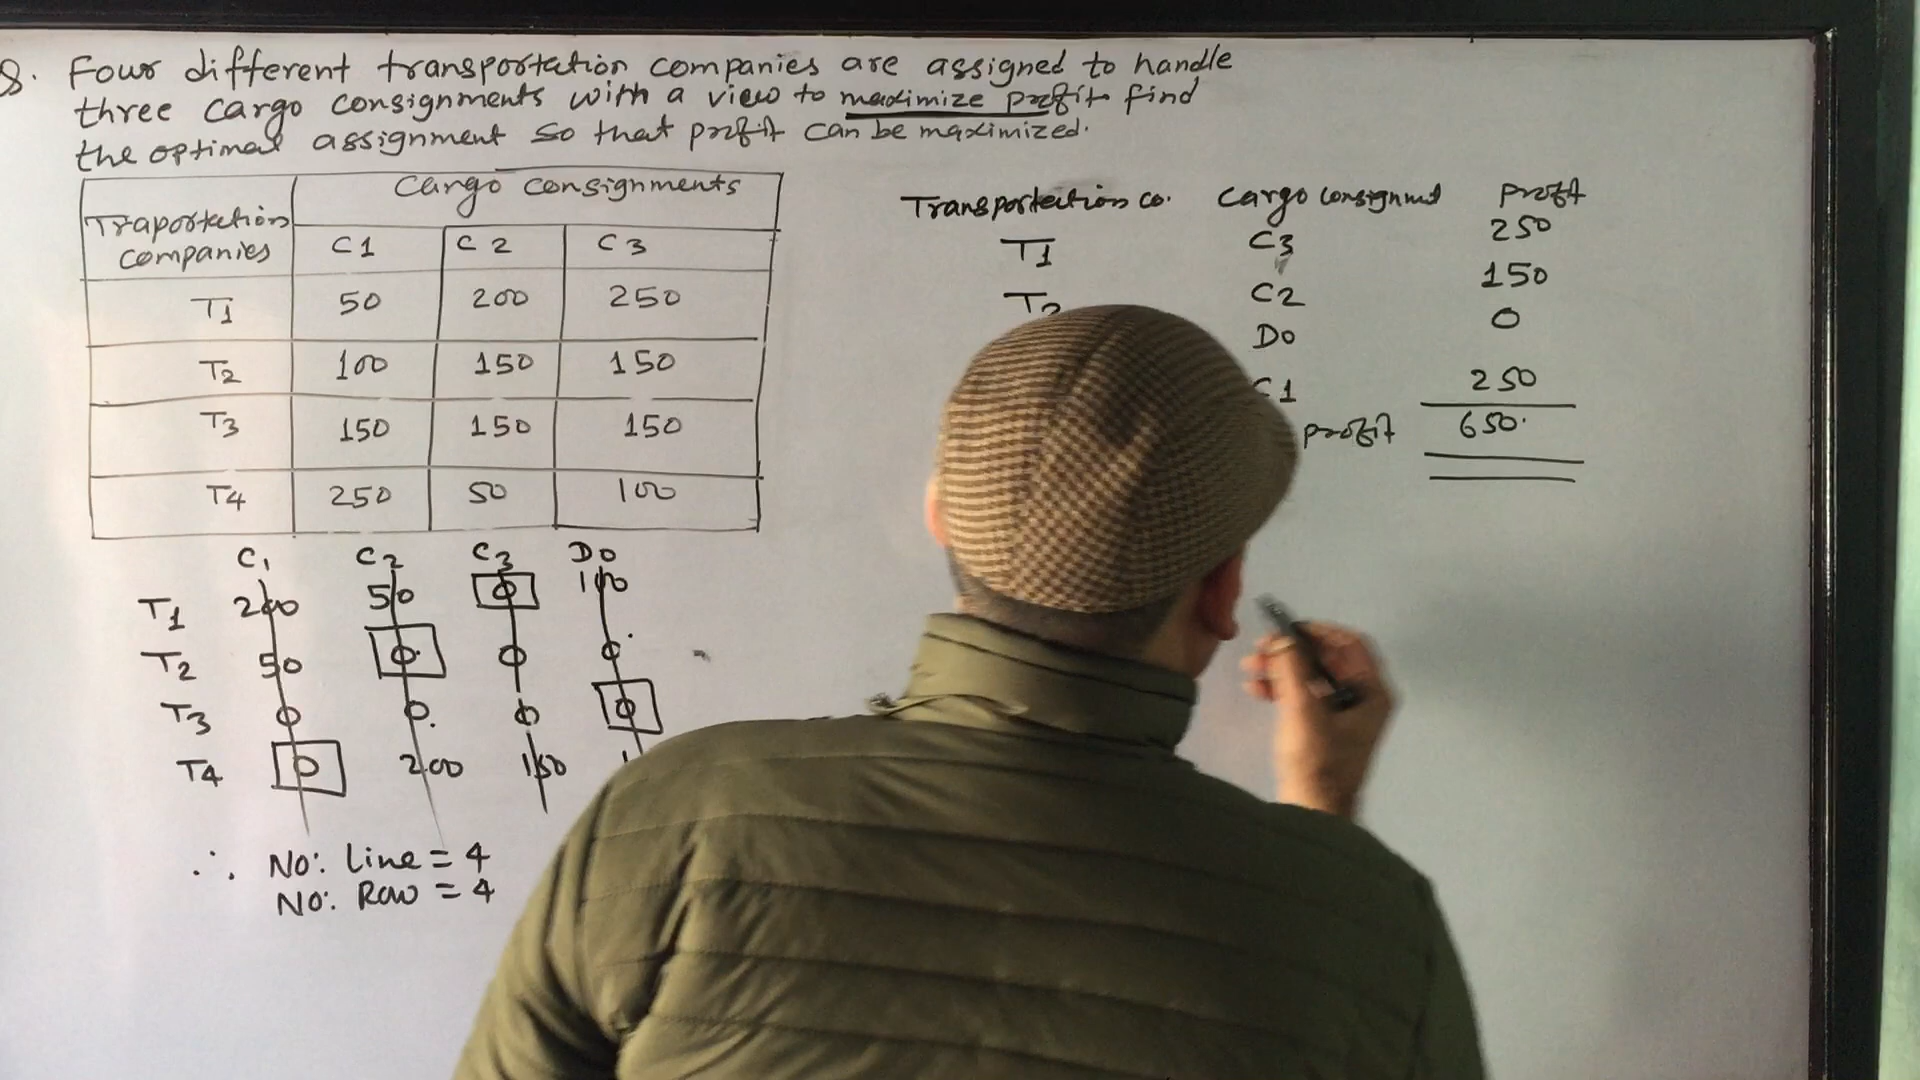 Q. Four different transportation companies are assigned to handle
three cargo consignments with a view to maximize profit find
the optimal assignment so that profit can be maximized.
Traportation companies
Cargo consignments
C1 C2 C3
T1 50 200 250
T2 100 150 150
T3 150 150 150
T4 250 50 100
C1 C2 C3 Do
T1 200 50 0 100
T2 50 0 0 0
T3 0 0 0 0
T4 0 200 150
∴ No: Line = 4
No: Row = 4
Transportation co. Cargo consignment profit
T1 C3 250
T2 C2 150
Do 0
C1 250
profit 650.